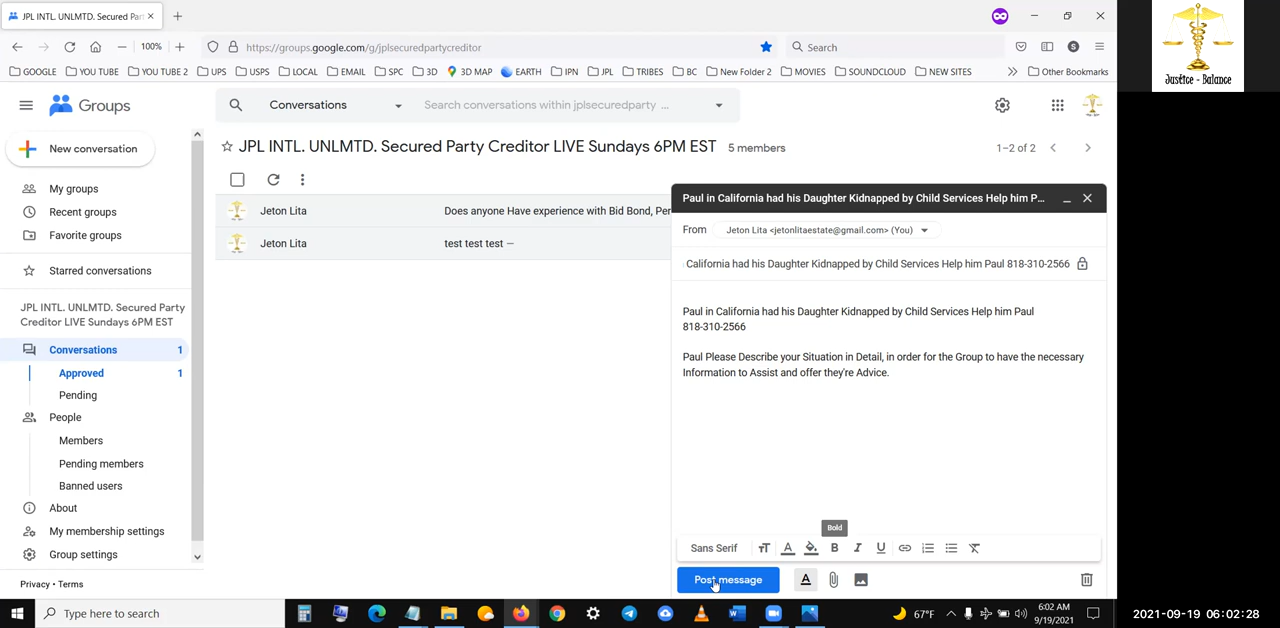 JPL INTL. UNLMTD. Secured Par
100%
https://groups.google.com/g/jplsecuredpartycreditor
Search
S
GOOGLE YOU TUBE YOU TUBE 2 UPS USPS LOCAL EMAIL SPC 3D 3D MAP EARTH IPN JPL TRIBES BC New Folder 2 MOVIES SOUNDCLOUD NEW SITES Other Bookmarks
Justice - Balance
Groups
Conversations
Search conversations within jplsecuredparty ...
New conversation
My groups
Recent groups
Favorite groups
Starred conversations
JPL INTL. UNLMTD. Secured Party
Creditor LIVE Sundays 6PM EST
Conversations 1
Approved 1
Pending
People
Members
Pending members
Banned users
About
My membership settings
Group settings
Privacy • Terms
JPL INTL. UNLMTD. Secured Party Creditor LIVE Sundays 6PM EST 5 members
1–2 of 2
Jeton Lita Does anyone Have experience with Bid Bond, Per
Jeton Lita test test test –
Paul in California had his Daughter Kidnapped by Child Services Help him P...
From Jeton Lita <jetonlitaestate@gmail.com> (You)
California had his Daughter Kidnapped by Child Services Help him Paul 818-310-2566
Paul in California had his Daughter Kidnapped by Child Services Help him Paul
818-310-2566
Paul Please Describe your Situation in Detail, in order for the Group to have the necessary
Information to Assist and offer they're Advice.
Bold
Sans Serif
Post message
Type here to search
67°F
6:02 AM
9/19/2021
2021-09-19 06:02:28